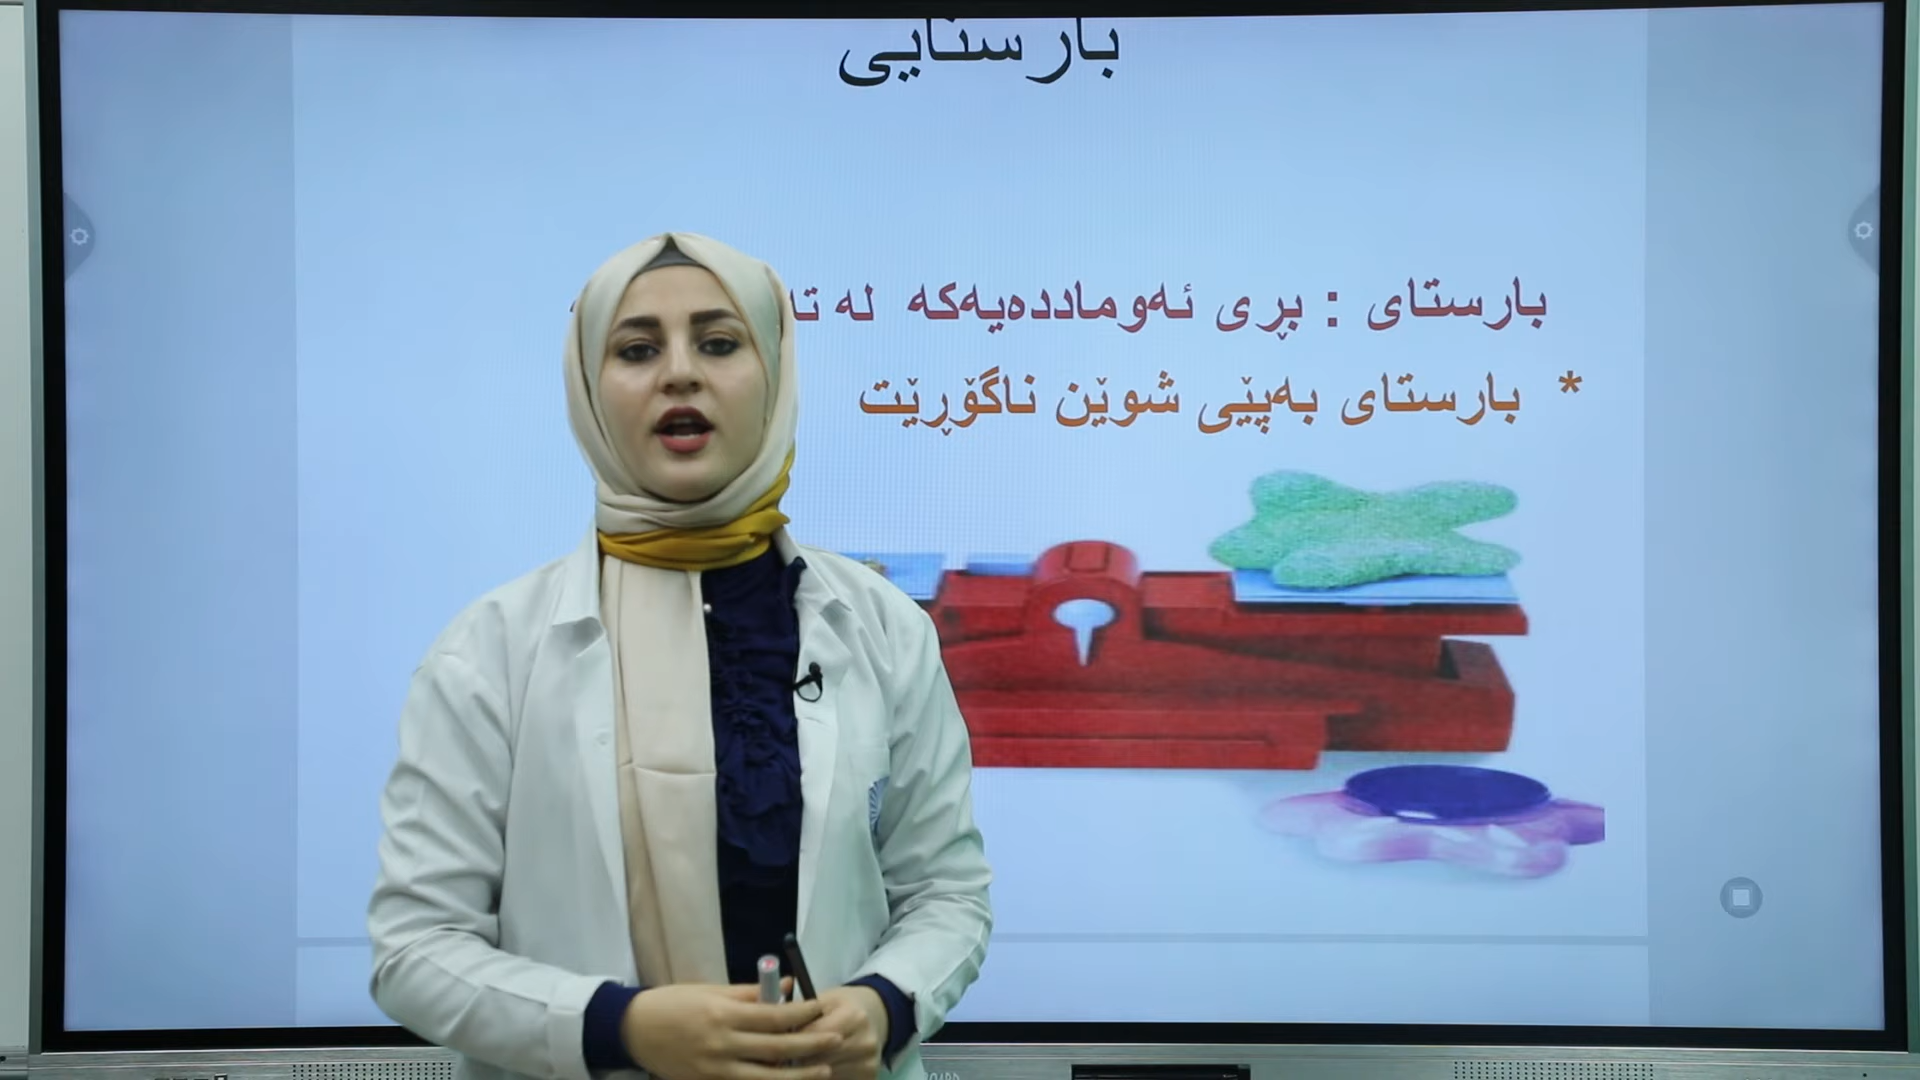 بارستایی
بارستای : بڕی ئەوماددەیەکە لە
* بارستای بەپێی شوێن ناگۆڕێت